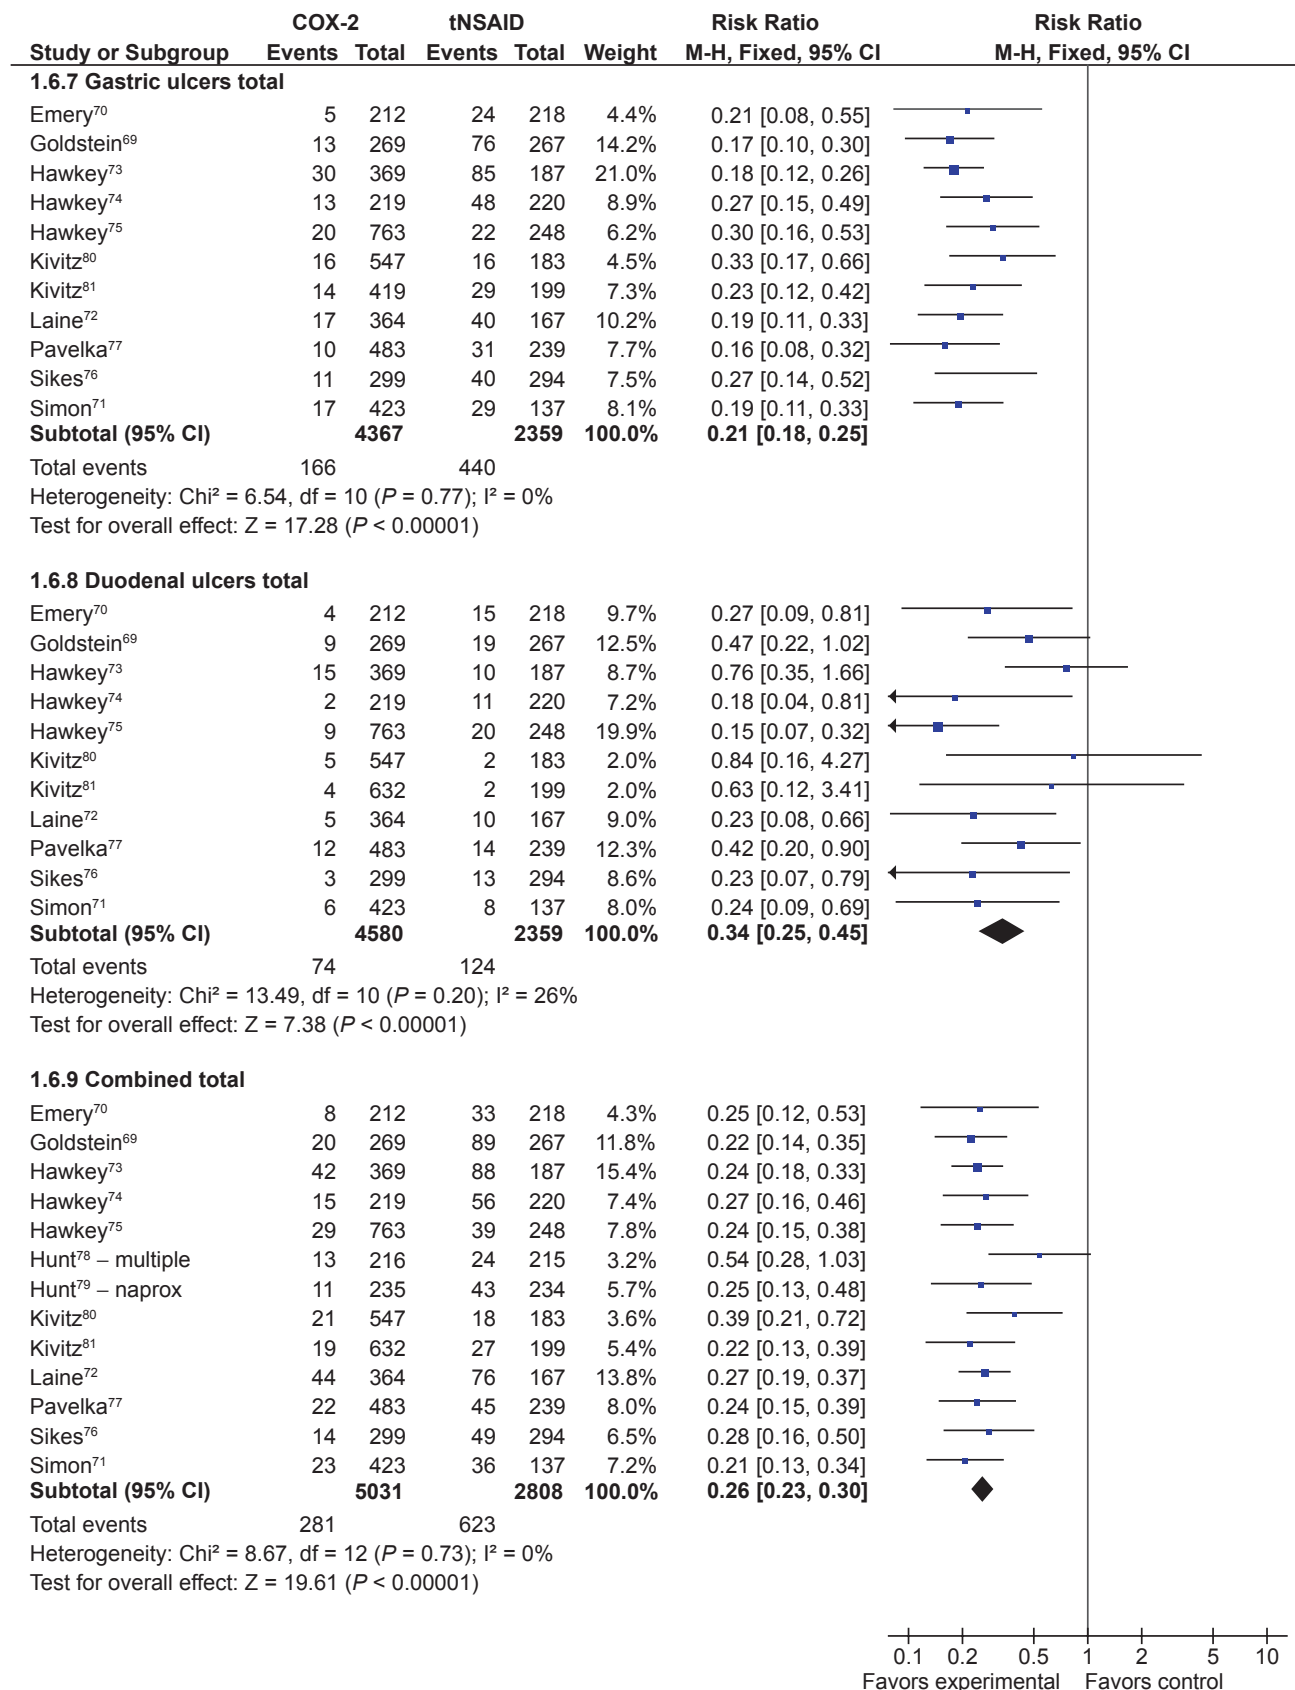 COX-2 tNSAID Risk Ratio Risk Ratio
Study or Subgroup Events Total Events Total Weight M-H, Fixed, 95% CI M-H, Fixed, 95% CI
1.6.7 Gastric ulcers total
Emery⁷⁰ 5 212 24 218 4.4% 0.21 [0.08, 0.55]
Goldstein⁶⁹ 13 269 76 267 14.2% 0.17 [0.10, 0.30]
Hawkey⁷³ 30 369 85 187 21.0% 0.18 [0.12, 0.26]
Hawkey⁷⁴ 13 219 48 220 8.9% 0.27 [0.15, 0.49]
Hawkey⁷⁵ 20 763 22 248 6.2% 0.30 [0.16, 0.53]
Kivitz⁸⁰ 16 547 16 183 4.5% 0.33 [0.17, 0.66]
Kivitz⁸¹ 14 419 29 199 7.3% 0.23 [0.12, 0.42]
Laine⁷² 17 364 40 167 10.2% 0.19 [0.11, 0.33]
Pavelka⁷⁷ 10 483 31 239 7.7% 0.16 [0.08, 0.32]
Sikes⁷⁶ 11 299 40 294 7.5% 0.27 [0.14, 0.52]
Simon⁷¹ 17 423 29 137 8.1% 0.19 [0.11, 0.33]
Subtotal (95% CI) 4367 2359 100.0% 0.21 [0.18, 0.25]
Total events 166 440
Heterogeneity: Chi² = 6.54, df = 10 (P = 0.77); I² = 0%
Test for overall effect: Z = 17.28 (P < 0.00001)
1.6.8 Duodenal ulcers total
Emery⁷⁰ 4 212 15 218 9.7% 0.27 [0.09, 0.81]
Goldstein⁶⁹ 9 269 19 267 12.5% 0.47 [0.22, 1.02]
Hawkey⁷³ 15 369 10 187 8.7% 0.76 [0.35, 1.66]
Hawkey⁷⁴ 2 219 11 220 7.2% 0.18 [0.04, 0.81]
Hawkey⁷⁵ 9 763 20 248 19.9% 0.15 [0.07, 0.32]
Kivitz⁸⁰ 5 547 2 183 2.0% 0.84 [0.16, 4.27]
Kivitz⁸¹ 4 632 2 199 2.0% 0.63 [0.12, 3.41]
Laine⁷² 5 364 10 167 9.0% 0.23 [0.08, 0.66]
Pavelka⁷⁷ 12 483 14 239 12.3% 0.42 [0.20, 0.90]
Sikes⁷⁶ 3 299 13 294 8.6% 0.23 [0.07, 0.79]
Simon⁷¹ 6 423 8 137 8.0% 0.24 [0.09, 0.69]
Subtotal (95% CI) 4580 2359 100.0% 0.34 [0.25, 0.45]
Total events 74 124
Heterogeneity: Chi² = 13.49, df = 10 (P = 0.20); I² = 26%
Test for overall effect: Z = 7.38 (P < 0.00001)
1.6.9 Combined total
Emery⁷⁰ 8 212 33 218 4.3% 0.25 [0.12, 0.53]
Goldstein⁶⁹ 20 269 89 267 11.8% 0.22 [0.14, 0.35]
Hawkey⁷³ 42 369 88 187 15.4% 0.24 [0.18, 0.33]
Hawkey⁷⁴ 15 219 56 220 7.4% 0.27 [0.16, 0.46]
Hawkey⁷⁵ 29 763 39 248 7.8% 0.24 [0.15, 0.38]
Hunt⁷⁸ – multiple 13 216 24 215 3.2% 0.54 [0.28, 1.03]
Hunt⁷⁹ – naprox 11 235 43 234 5.7% 0.25 [0.13, 0.48]
Kivitz⁸⁰ 21 547 18 183 3.6% 0.39 [0.21, 0.72]
Kivitz⁸¹ 19 632 27 199 5.4% 0.22 [0.13, 0.39]
Laine⁷² 44 364 76 167 13.8% 0.27 [0.19, 0.37]
Pavelka⁷⁷ 22 483 45 239 8.0% 0.24 [0.15, 0.39]
Sikes⁷⁶ 14 299 49 294 6.5% 0.28 [0.16, 0.50]
Simon⁷¹ 23 423 36 137 7.2% 0.21 [0.13, 0.34]
Subtotal (95% CI) 5031 2808 100.0% 0.26 [0.23, 0.30]
Total events 281 623
Heterogeneity: Chi² = 8.67, df = 12 (P = 0.73); I² = 0%
Test for overall effect: Z = 19.61 (P < 0.00001)
0.1 0.2 0.5 1 2 5 10
Favors experimental Favors control